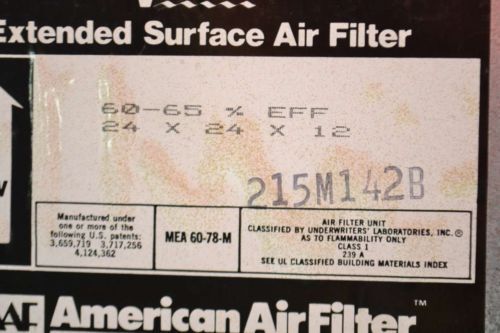 Extended Surface Air Filter
60-65 % EFF
24 X 24 X 12
215M142B
Manufactured under
one or more of the
following U.S. patents:
3,659,719 3,717,256
4,124,362
MEA 60-78-M
AIR FILTER UNIT
CLASSIFIED BY UNDERWRITERS' LABORATORIES, INC.®
AS TO FLAMMABILITY ONLY
CLASS 1
239 A
SEE UL CLASSIFIED BUILDING MATERIALS INDEX
American Air Filter